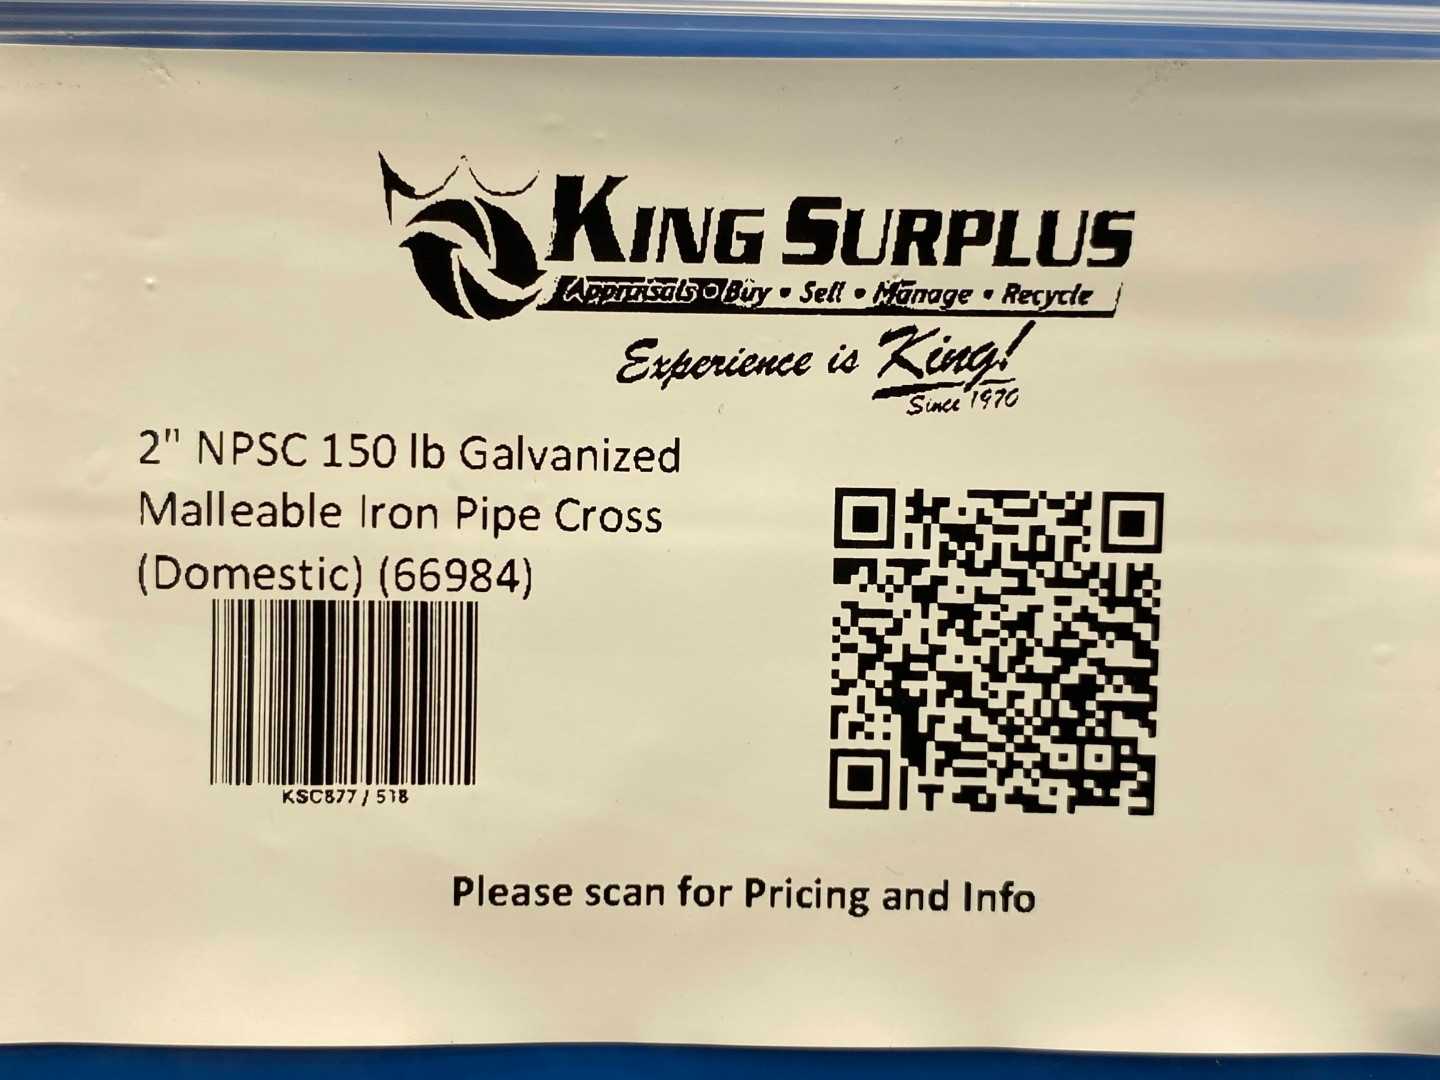 KING SURPLUS
Appraisals • Buy • Sell • Manage • Recycle
Experience is King!
Since 1970
2" NPSC 150 lb Galvanized
Malleable Iron Pipe Cross
(Domestic) (66984)
KSC877 / 518
Please scan for Pricing and Info